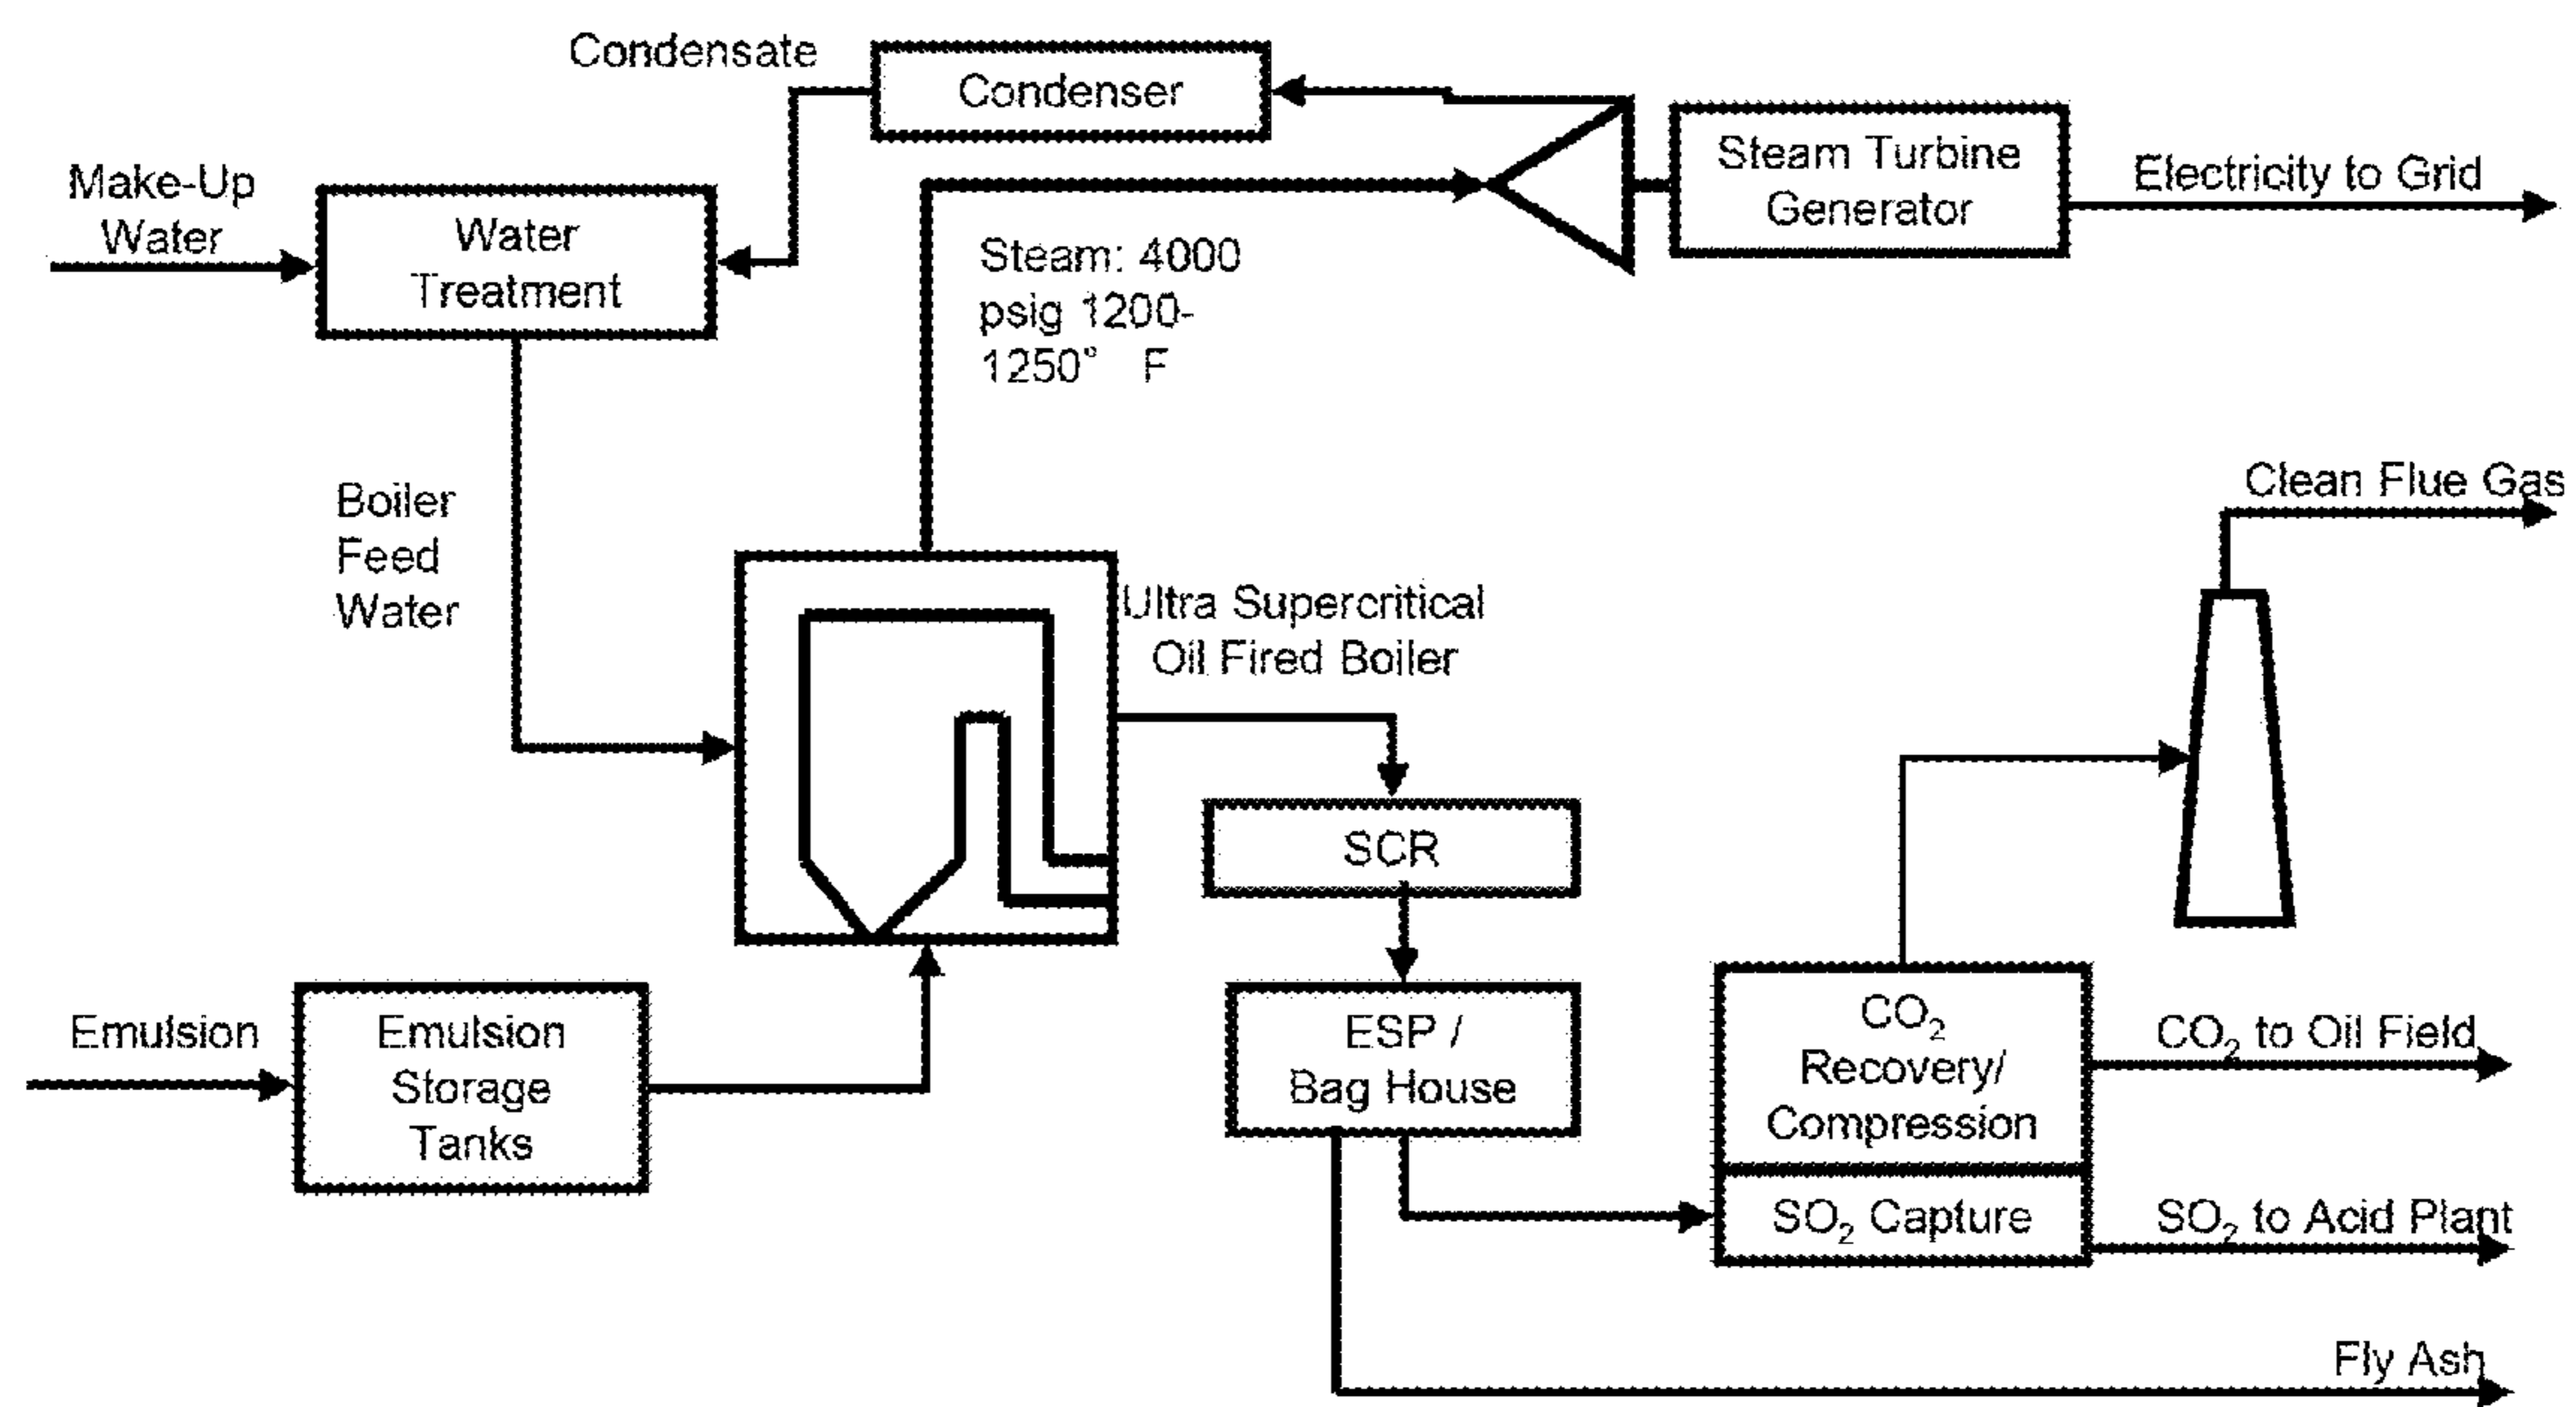 Condensate
Condenser
Make-Up
Water
Water
Treatment
Steam Turbine
Generator
Electricity to Grid
Steam: 4000
psig 1200-
1250° F
Boiler
Feed
Water
Clean Flue Gas
Ultra Supercritical
Oil Fired Boiler
SCR
Emulsion
Emulsion
Storage
Tanks
ESP /
Bag House
CO₂
Recovery/
Compression
CO₂ to Oil Field
SO₂ Capture
SO₂ to Acid Plant
Fly Ash